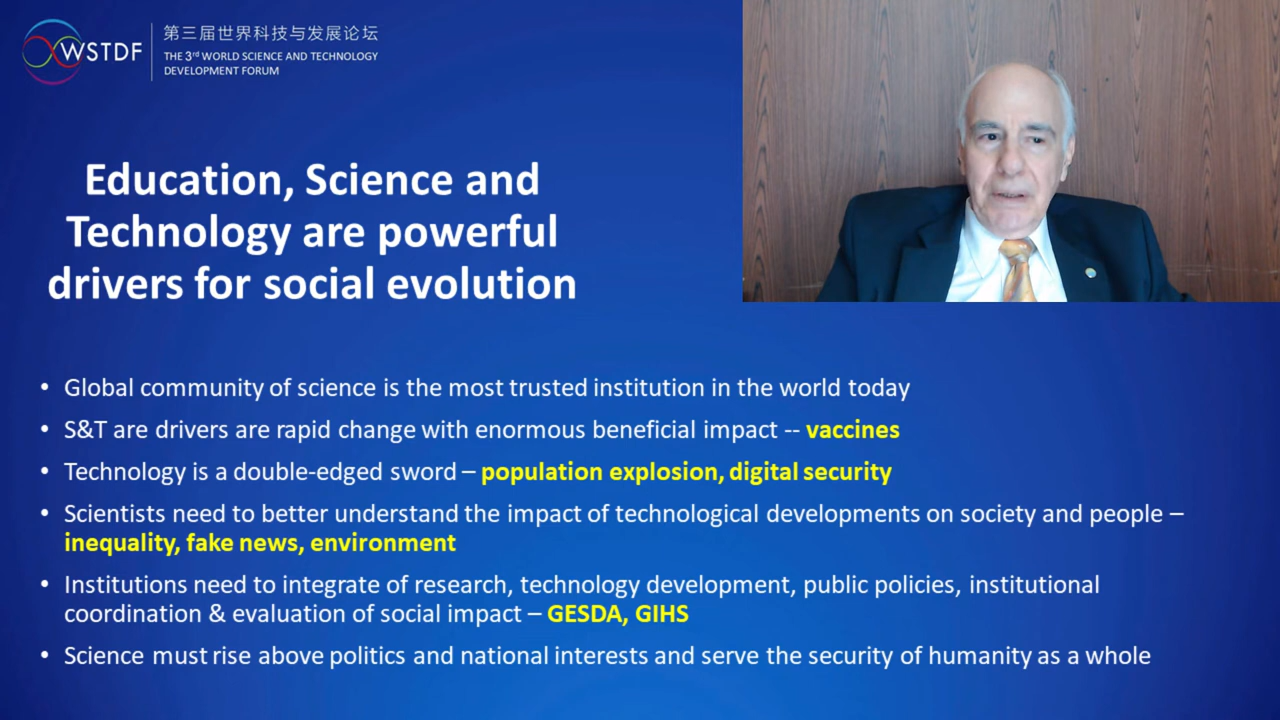 WSTDF
第三届世界科技与发展论坛
THE 3rd WORLD SCIENCE AND TECHNOLOGY
DEVELOPMENT FORUM
Education, Science and
Technology are powerful
drivers for social evolution
• Global community of science is the most trusted institution in the world today
• S&T are drivers are rapid change with enormous beneficial impact -- vaccines
• Technology is a double-edged sword – population explosion, digital security
• Scientists need to better understand the impact of technological developments on society and people –
inequality, fake news, environment
• Institutions need to integrate of research, technology development, public policies, institutional
coordination & evaluation of social impact – GESDA, GIHS
• Science must rise above politics and national interests and serve the security of humanity as a whole